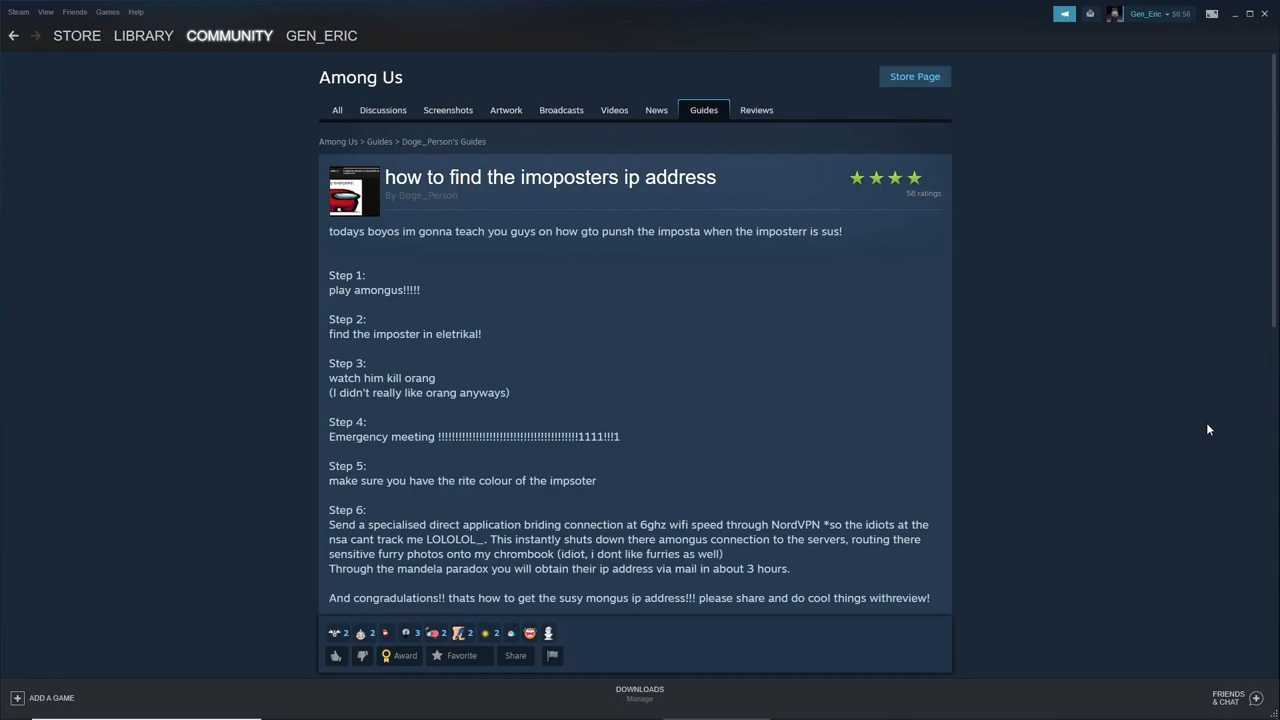 Steam View Friends Games Help
Gen_Eric $0.58
STORE LIBRARY COMMUNITY GEN_ERIC
Among Us
Store Page
All Discussions Screenshots Artwork Broadcasts Videos News Guides Reviews
Among Us > Guides > Doge_Person's Guides
how to find the imoposters ip address
By Doge_Person
58 ratings
todays boyos im gonna teach you guys on how gto punsh the imposta when the imposterr is sus!
Step 1:
play amongus!!!!!
Step 2:
find the imposter in eletrikal!
Step 3:
watch him kill orang
(I didn't really like orang anyways)
Step 4:
Emergency meeting !!!!!!!!!!!!!!!!!!!!!!!!!!!!!!!!!!!!!!!!!1111!!!1
Step 5:
make sure you have the rite colour of the impsoter
Step 6:
Send a specialised direct application briding connection at 6ghz wifi speed through NordVPN *so the idiots at the
nsa cant track me LOLOLOL_. This instantly shuts down there amongus connection to the servers, routing there
sensitive furry photos onto my chrombook (idiot, i dont like furries as well)
Through the mandela paradox you will obtain their ip address via mail in about 3 hours.
And congradulations!! thats how to get the susy mongus ip address!!! please share and do cool things withreview!
2 2 3 2 2 2
Award Favorite Share
ADD A GAME
DOWNLOADS
Manage
FRIENDS
& CHAT